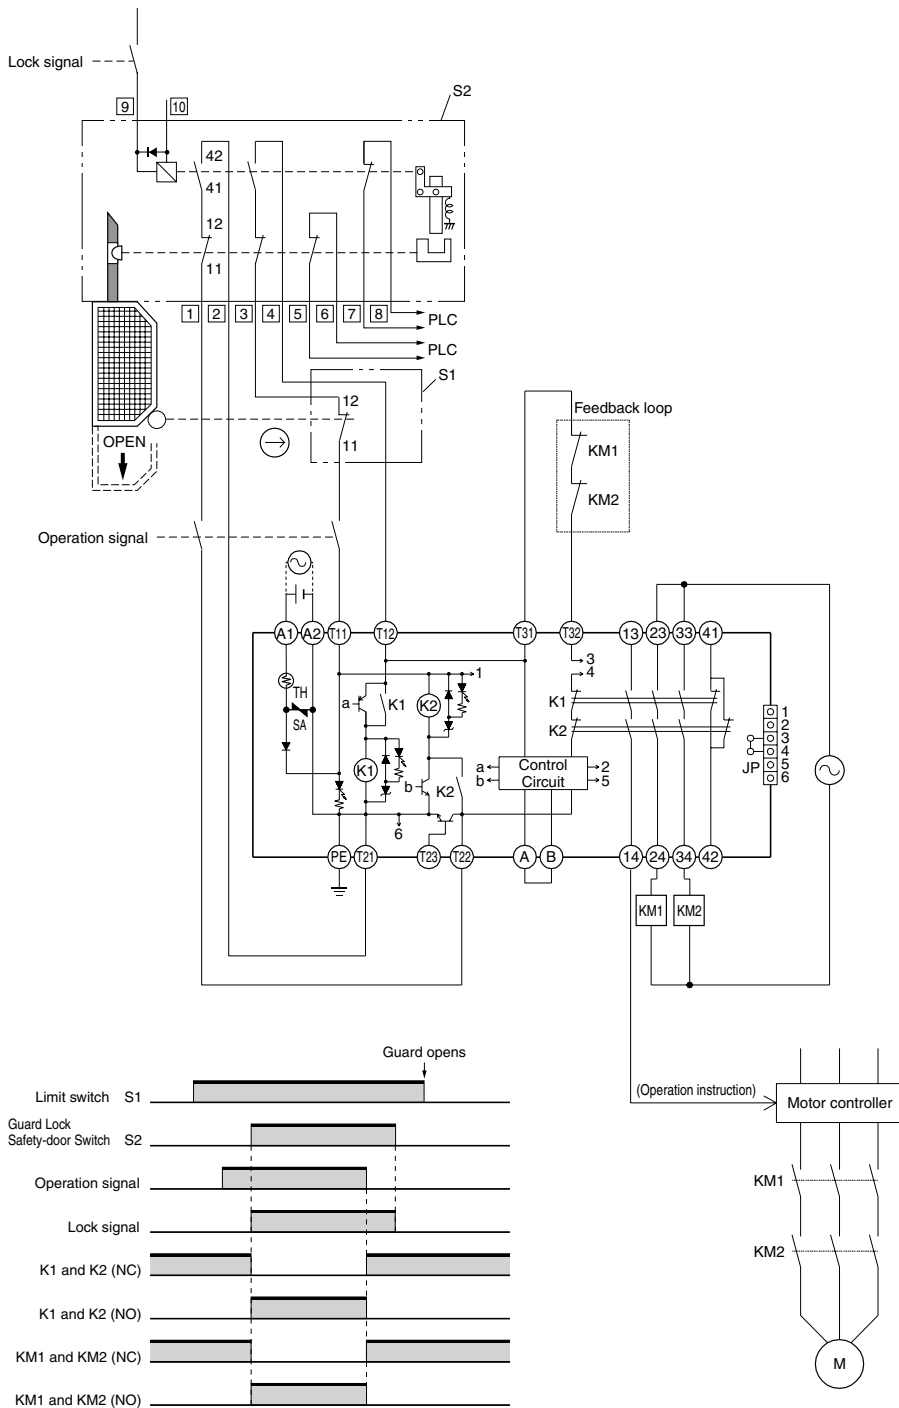 Lock signal
9
10
S2
42
41
12
11
1
2
3
4
5
6
7
8
PLC
PLC
S1
12
11
OPEN
Feedback loop
KM1
KM2
Operation signal
A1
A2
T11
T12
T31
T32
13
23
33
41
1
3
4
TH
SA
a
K1
K2
K1
K2
K1
b
K2
a
b
Control
Circuit
2
5
6
JP
1
2
3
4
5
6
PE
T21
T23
T22
A
B
14
24
34
42
KM1
KM2
(Operation instruction)
Motor controller
KM1
KM2
M
Guard opens
Limit switch S1
Guard Lock
Safety-door Switch S2
Operation signal
Lock signal
K1 and K2 (NC)
K1 and K2 (NO)
KM1 and KM2 (NC)
KM1 and KM2 (NO)